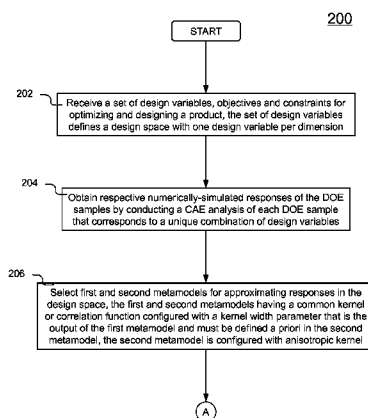 200
START
202
Receive a set of design variables, objectives and constraints for
optimizing and designing a product, the set of design variables
defines a design space with one design variable per dimension
204
Obtain respective numerically-simulated responses of the DOE
samples by conducting a CAE analysis of each DOE sample
that corresponds to a unique combination of design variables
206
Select first and second metamodels for approximating responses in the
design space, the first and second metamodels having a common kernel
or correlation function configured with a kernel width parameter that is the
output of the first metamodel and must be defined a priori in the second
metamodel, the second metamodel is configured with anisotropic kernel
A